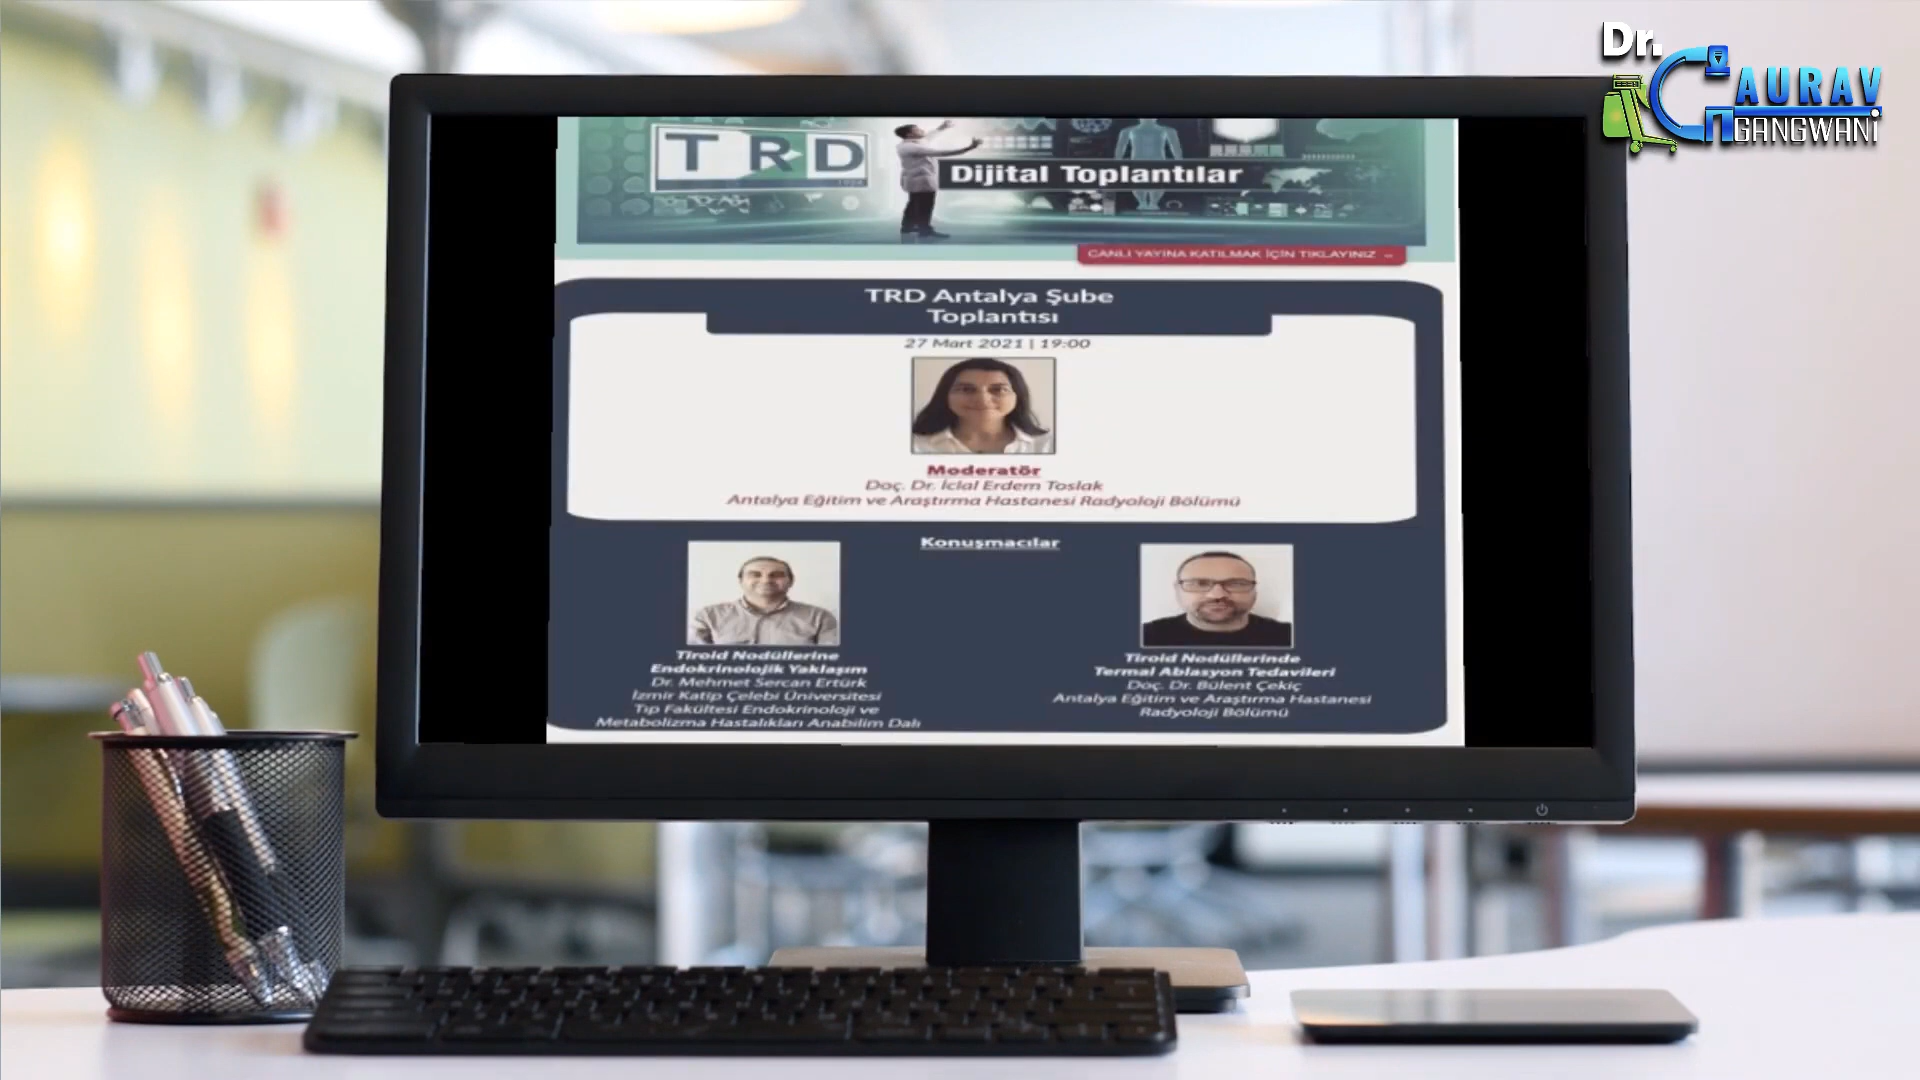 Dr.
GAURAV
GANGWANi
TRD
Dijital Toplantılar
CANLI YAYINA KATILMAK İÇİN TIKLAYINIZ
TRD Antalya Şube
Toplantısı
27 Mart 2021 | 19:00
Moderatör
Doç. Dr. İclal Erdem Toslak
Antalya Eğitim ve Araştırma Hastanesi Radyoloji Bölümü
Konuşmacılar
Tiroid Nodüllerine
Endokrinolojik Yaklaşım
Dr. Mehmet Sercan Ertürk
İzmir Katip Çelebi Üniversitesi
Tıp Fakültesi Endokrinoloji ve
Metabolizma Hastalıkları Anabilim Dalı
Tiroid Nodüllerinde
Termal Ablasyon Tedavileri
Doç. Dr. Bülent Çekiç
Antalya Eğitim ve Araştırma Hastanesi
Radyoloji Bölümü